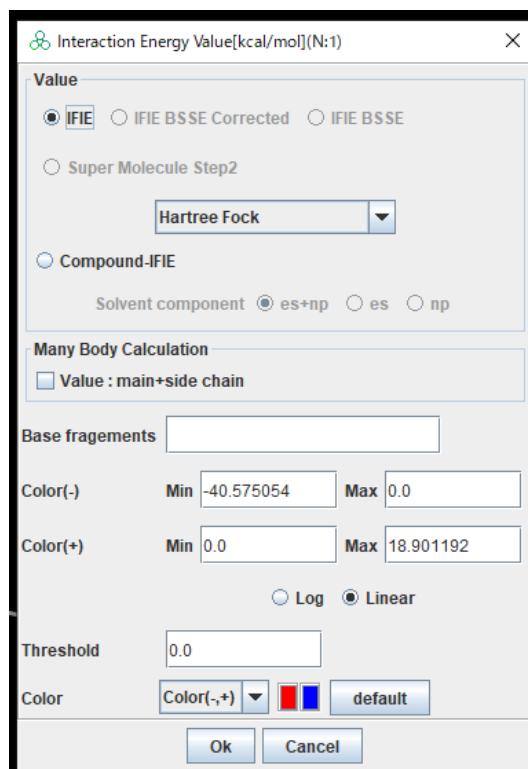 Interaction Energy Value[kcal/mol](N:1)
Value
IFIE IFIE BSSE Corrected IFIE BSSE
Super Molecule Step2
Hartree Fock
Compound-IFIE
Solvent component es+np es np
Many Body Calculation
Value : main+side chain
Base fragements
Color(-) Min -40.575054 Max 0.0
Color(+) Min 0.0 Max 18.901192
Log Linear
Threshold 0.0
Color Color(-,+) default
Ok Cancel